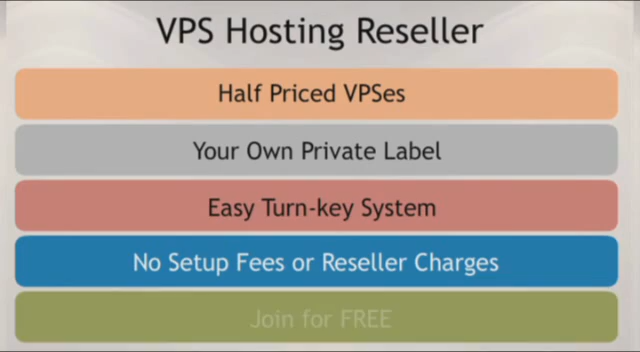 VPS Hosting Reseller
Half Priced VPSes
Your Own Private Label
Easy Turn-key System
No Setup Fees or Reseller Charges
Join for FREE